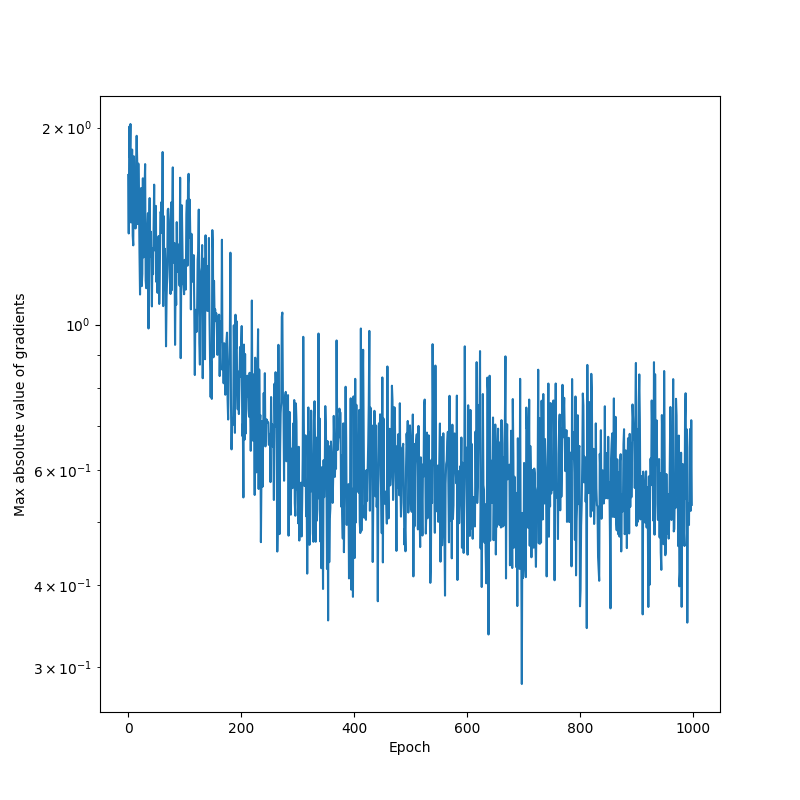 Max absolute value of gradients
2 × 10⁰
10⁰
6 × 10⁻¹
4 × 10⁻¹
3 × 10⁻¹
0 200 400 600 800 1000
Epoch